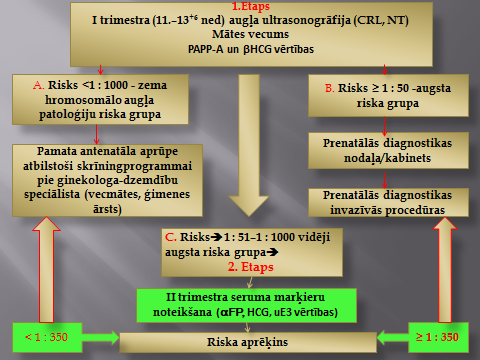 1.Etaps
I trimestra (11.–13⁺⁶ ned) augļa ultrasonogrāfija (CRL, NT)
Mātes vecums
PAPP-A un βHCG vērtības
A. Risks <1 : 1000 - zema
hromosomālo augļa
patoloģiju riska grupa
B. Risks ≥ 1 : 50 -augsta
riska grupa
Pamata antenatāla aprūpe
atbilstoši skrīningprogrammai
pie ginekologa-dzemdību
speciālista (vecmātes, ģimenes
ārsts)
Prenatālās diagnostikas
nodaļa/kabinets
Prenatālās diagnostikas
invazīvās procedūras
C. Risks➔1 : 51–1 : 1000 vidēji
augsta riska grupa➔
2. Etaps
II trimestra seruma marķieru
noteikšana (αFP, HCG, uE3 vērtības)
< 1 : 350
Riska aprēķins
≥ 1 : 350